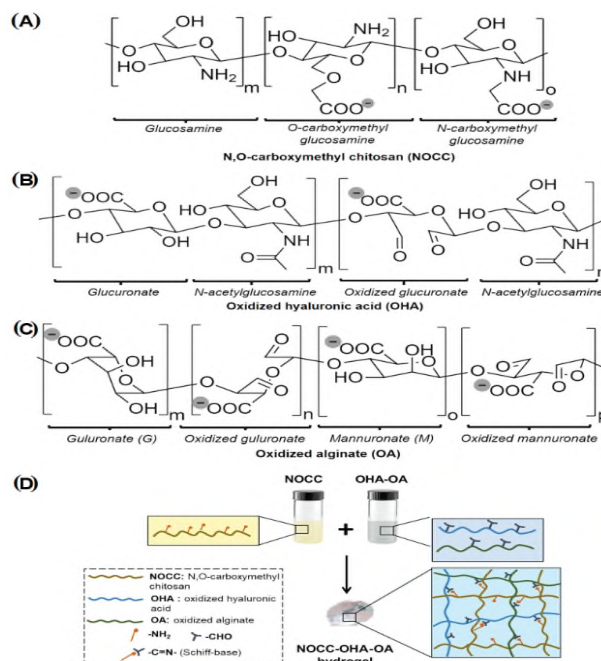 (A)
OH
O
HO
NH₂
m
HO
NH₂
O
O
COO⊖
n
OH
O
HO
NH
COO⊖
o
Glucosamine
O-carboxymethyl
glucosamine
N-carboxymethyl
glucosamine
N,O-carboxymethyl chitosan (NOCC)
(B)
⊖OOC
O
HO
OH
OH
HO
O
NH
O
m
⊖OOC
O
O
O
OH
HO
O
NH
O
Glucuronate
N-acetylglucosamine
Oxidized glucuronate
N-acetylglucosamine
Oxidized hyaluronic acid (OHA)
(C)
⊖OOC
OH
O
OH
m
O
O
⊖OOC
n
⊖OOC
OH
O
HO
o
O
⊖OOC
O
Guluronate (G)
Oxidized guluronate
Mannuronate (M)
Oxidized mannuronate
Oxidized alginate (OA)
(D)
NOCC
OHA-OA
+
NOCC: N,O-carboxymethyl
chitosan
OHA : oxidized hyaluronic
acid
OA: oxidized alginate
-NH₂
-CHO
-C=N- (Schiff-base)
NOCC-OHA-OA
hydrogel